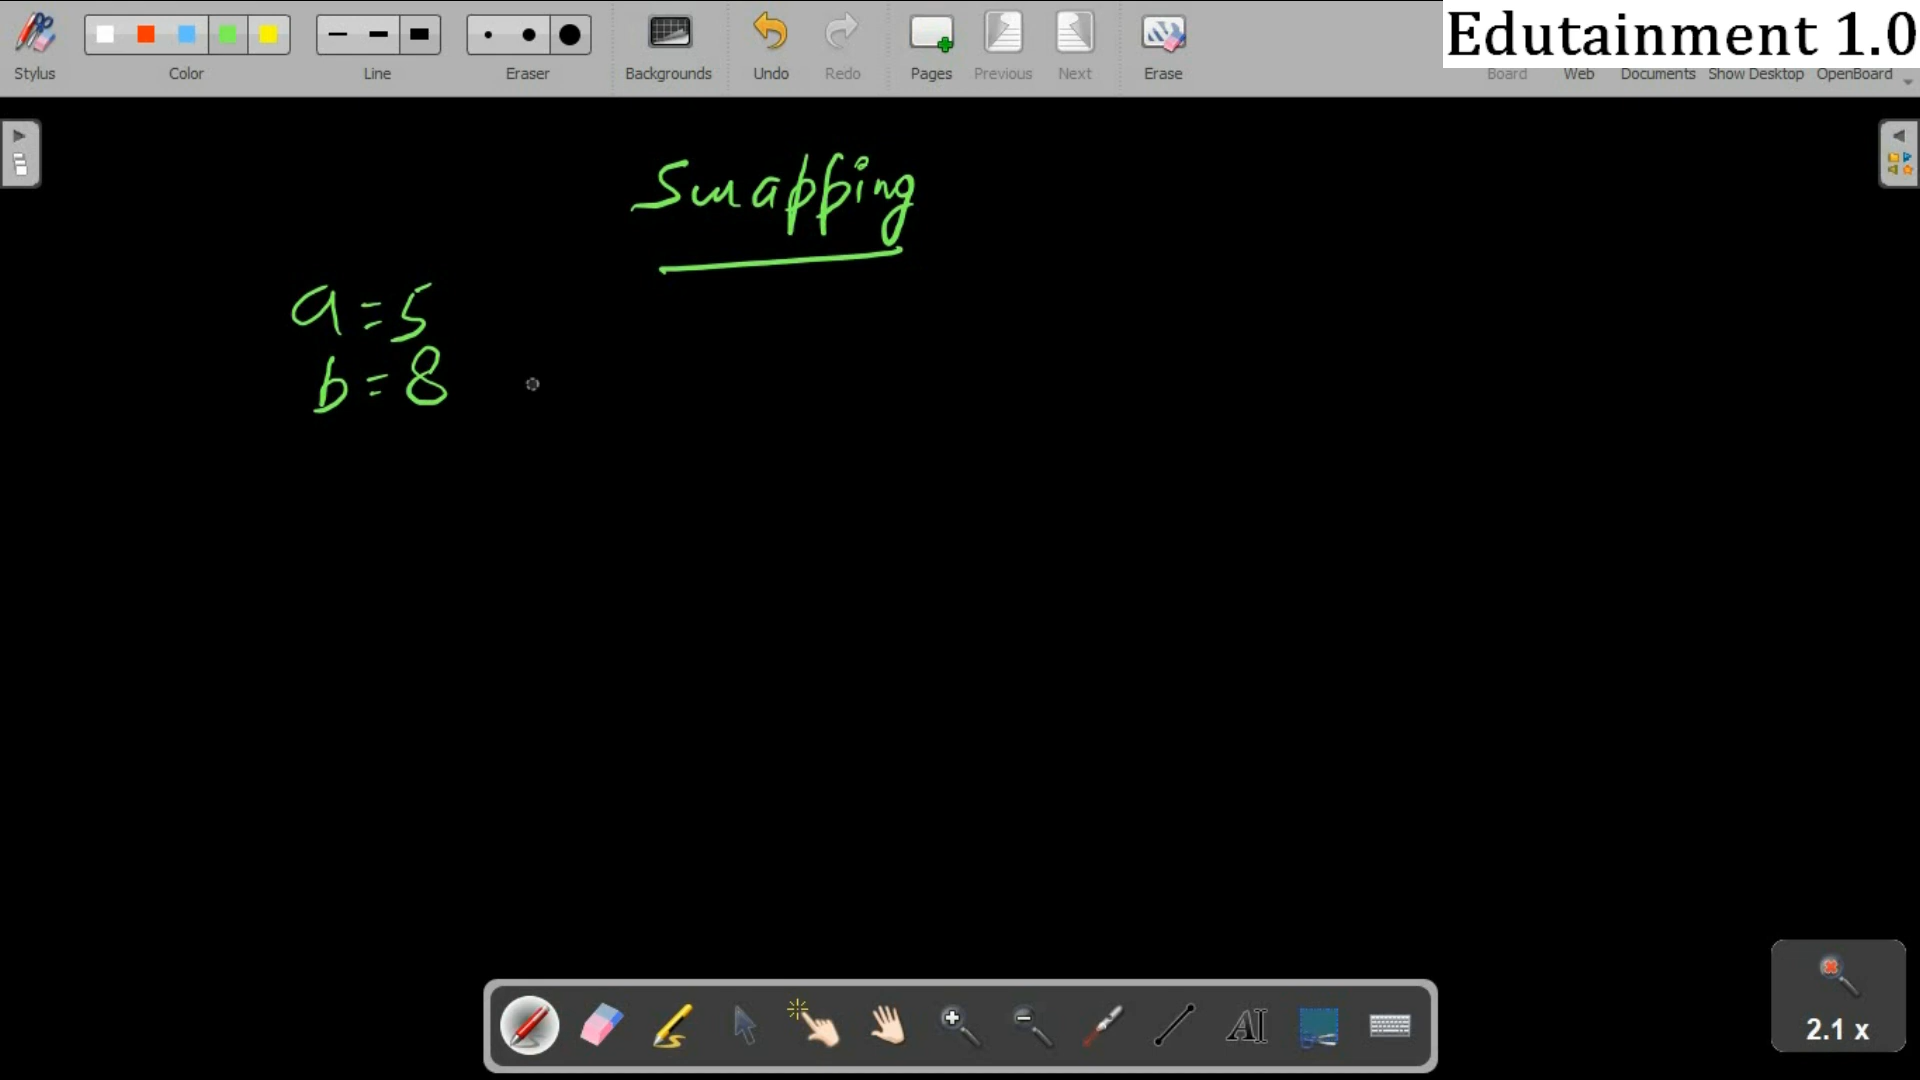 Edutainment 1.0
Stylus Color Line Eraser Backgrounds Undo Redo Pages Previous Next Erase Board Web Documents Show Desktop OpenBoard
Swapping
a = 5
b = 8
AI
2.1 x